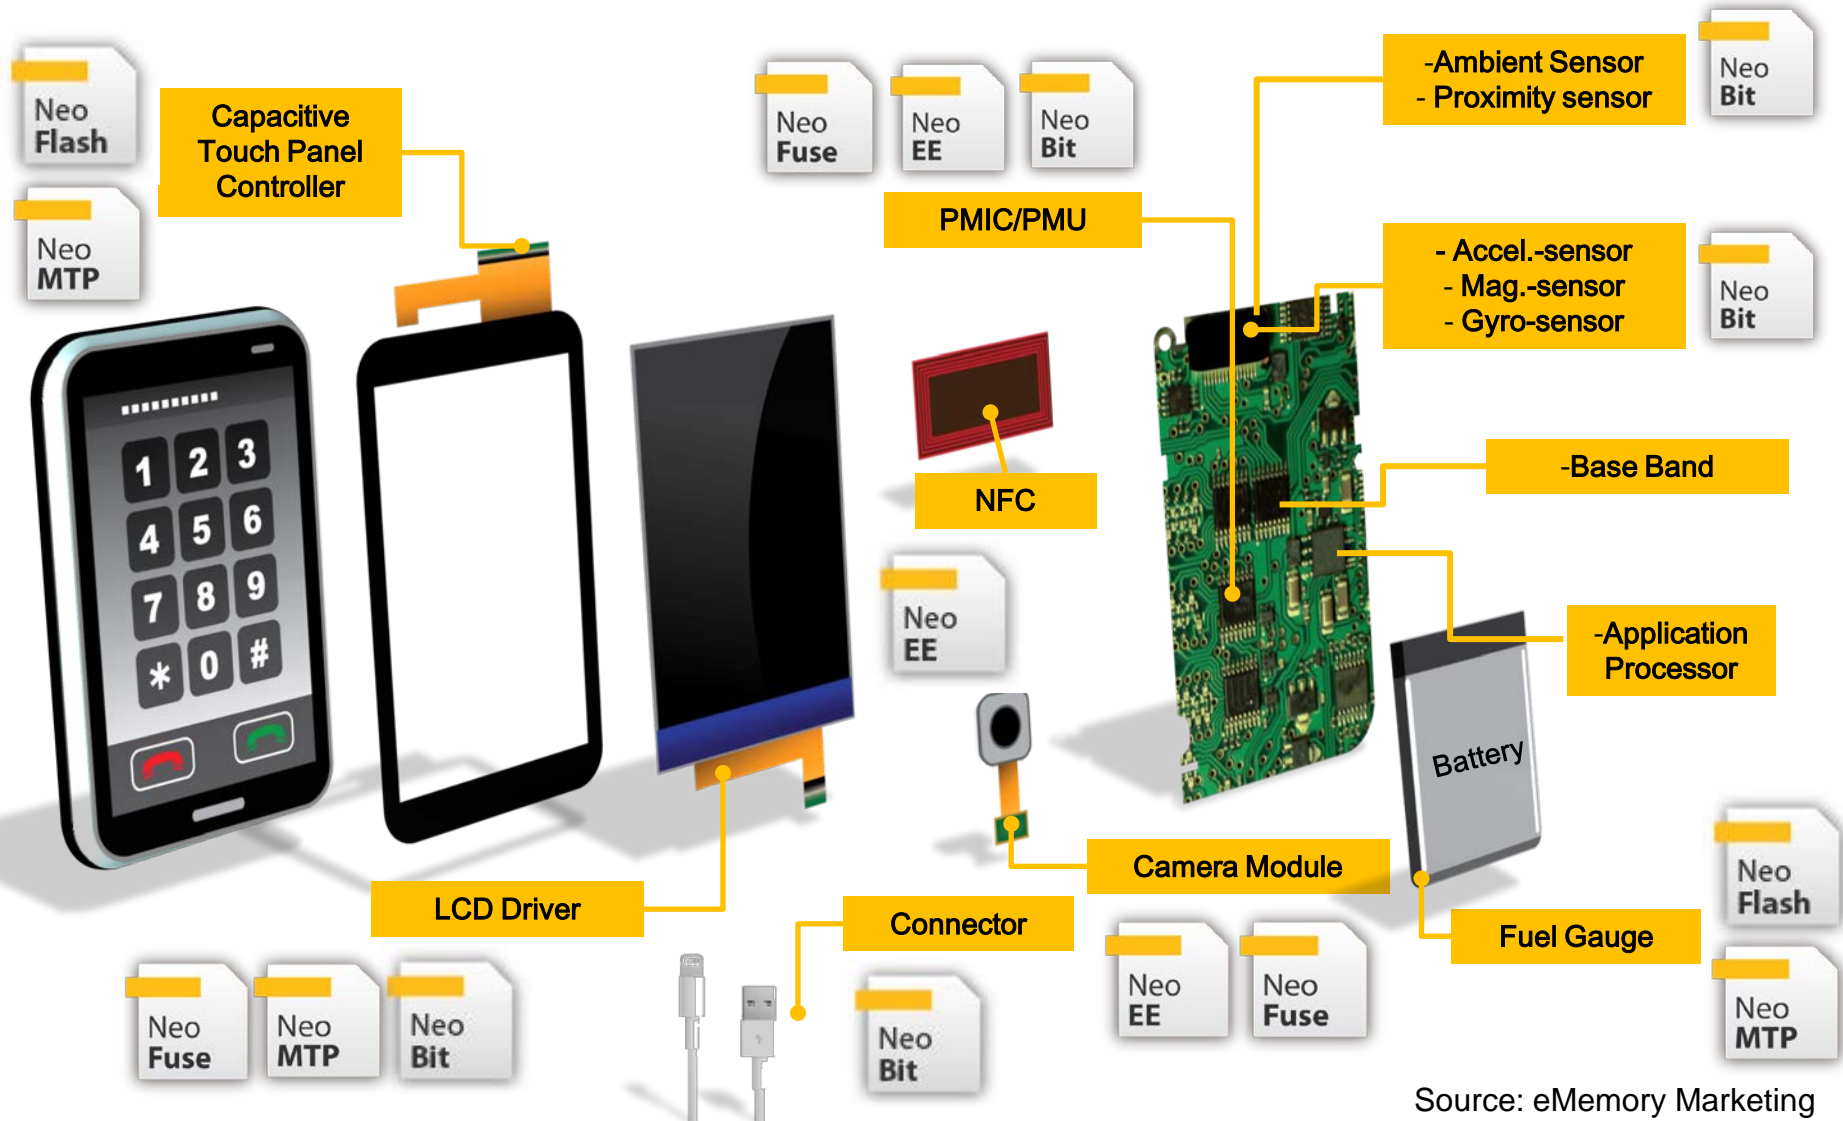 Neo
Flash
Capacitive
Touch Panel
Controller
Neo
MTP
Neo
Fuse
Neo
EE
Neo
Bit
PMIC/PMU
-Ambient Sensor
- Proximity sensor
Neo
Bit
- Accel.-sensor
- Mag.-sensor
- Gyro-sensor
Neo
Bit
1 2 3
4 5 6
7 8 9
* 0 #
NFC
Neo
EE
-Base Band
-Application
Processor
Battery
LCD Driver
Neo
Fuse
Neo
MTP
Neo
Bit
Connector
Neo
Bit
Camera Module
Neo
EE
Neo
Fuse
Fuel Gauge
Neo
Flash
Neo
MTP
Source: eMemory Marketing